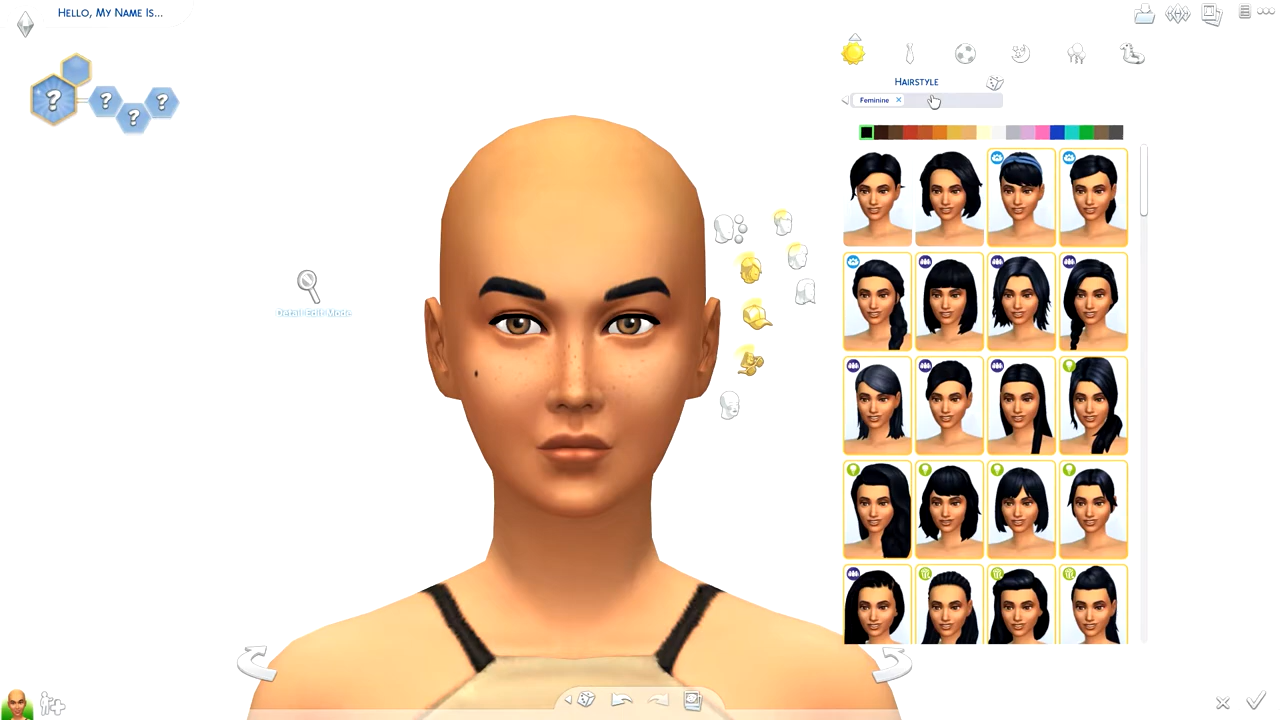 Hello, My Name Is...
Hairstyle
Feminine
Detail Edit Mode
? ? ? ?